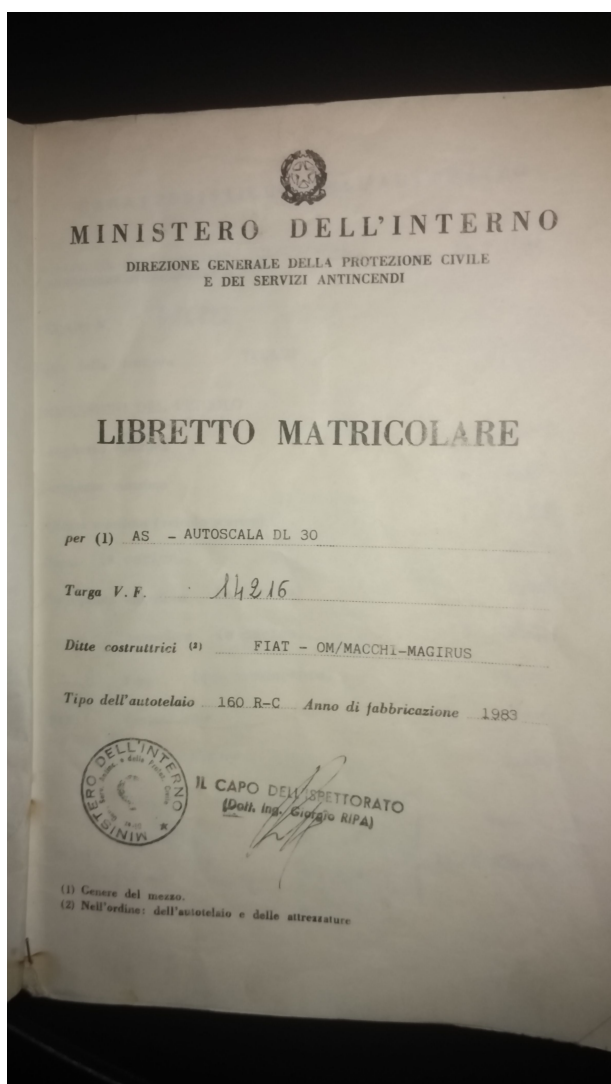 MINISTERO DELL'INTERNO
DIREZIONE GENERALE DELLA PROTEZIONE CIVILE
E DEI SERVIZI ANTINCENDI
LIBRETTO MATRICOLARE
per (1) AS - AUTOSCALA DL 30
Targa V. F. 14216
Ditte costruttrici (2) FIAT - OM/MACCHI-MAGIRUS
Tipo dell'autotelaio 160 R-C Anno di fabbricazione 1983
MINISTERO DELL'INTERNO
IL CAPO DELL'ISPETTORATO
(Dott. Ing. Giorgio RIPA)
(1) Genere del mezzo.
(2) Nell'ordine: dell'autotelaio e delle attrezzature